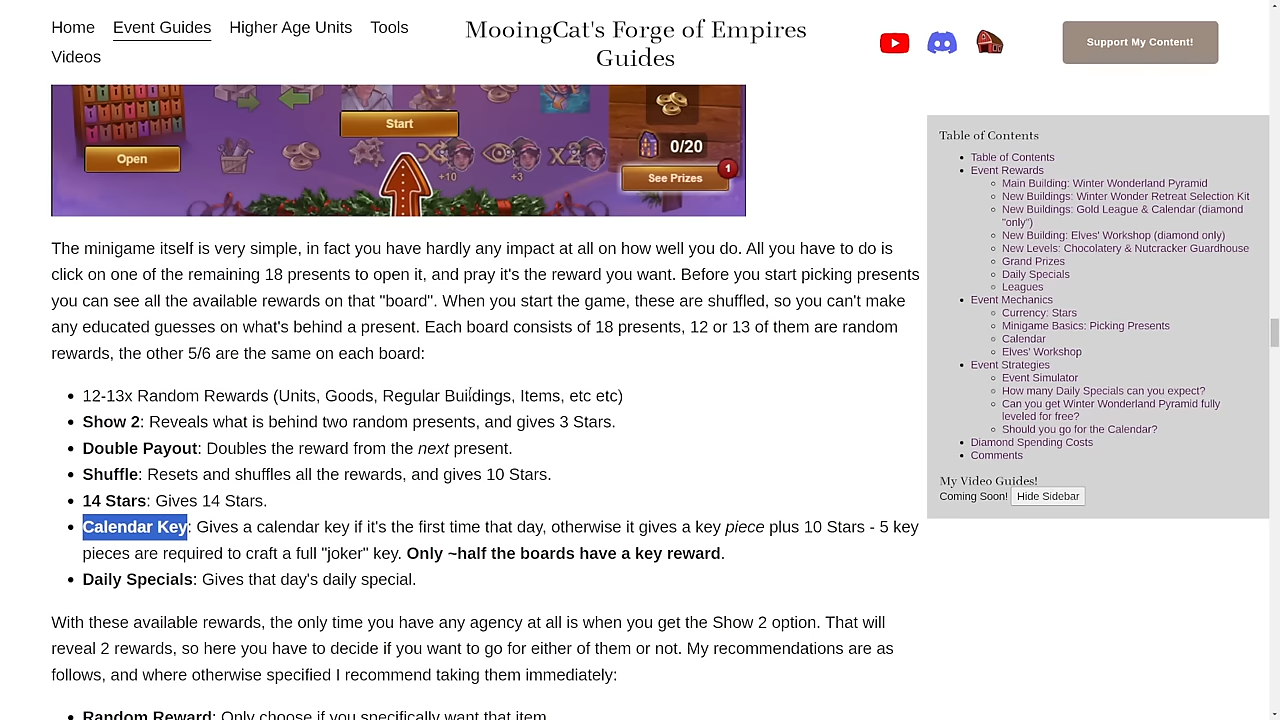 Home Event Guides Higher Age Units Tools
Videos
MooingCat's Forge of Empires
Guides
Support My Content!
Start
Open
+10
+3
x2
0/20
See Prizes
1
The minigame itself is very simple, in fact you have hardly any impact at all on how well you do. All you have to do is
click on one of the remaining 18 presents to open it, and pray it's the reward you want. Before you start picking presents
you can see all the available rewards on that "board". When you start the game, these are shuffled, so you can't make
any educated guesses on what's behind a present. Each board consists of 18 presents, 12 or 13 of them are random
rewards, the other 5/6 are the same on each board:
12-13x Random Rewards (Units, Goods, Regular Buildings, Items, etc etc)
Show 2: Reveals what is behind two random presents, and gives 3 Stars.
Double Payout: Doubles the reward from the next present.
Shuffle: Resets and shuffles all the rewards, and gives 10 Stars.
14 Stars: Gives 14 Stars.
Calendar Key: Gives a calendar key if it's the first time that day, otherwise it gives a key piece plus 10 Stars - 5 key
pieces are required to craft a full "joker" key. Only ~half the boards have a key reward.
Daily Specials: Gives that day's daily special.
With these available rewards, the only time you have any agency at all is when you get the Show 2 option. That will
reveal 2 rewards, so here you have to decide if you want to go for either of them or not. My recommendations are as
follows, and where otherwise specified I recommend taking them immediately:
Random Reward: Only choose if you specifically want that item.
Table of Contents
Table of Contents
Event Rewards
Main Building: Winter Wonderland Pyramid
New Buildings: Winter Wonder Retreat Selection Kit
New Buildings: Gold League & Calendar (diamond
"only")
New Building: Elves' Workshop (diamond only)
New Levels: Chocolatery & Nutcracker Guardhouse
Grand Prizes
Daily Specials
Leagues
Event Mechanics
Currency: Stars
Minigame Basics: Picking Presents
Calendar
Elves' Workshop
Event Strategies
Event Simulator
How many Daily Specials can you expect?
Can you get Winter Wonderland Pyramid fully
leveled for free?
Should you go for the Calendar?
Diamond Spending Costs
Comments
My Video Guides!
Coming Soon! Hide Sidebar